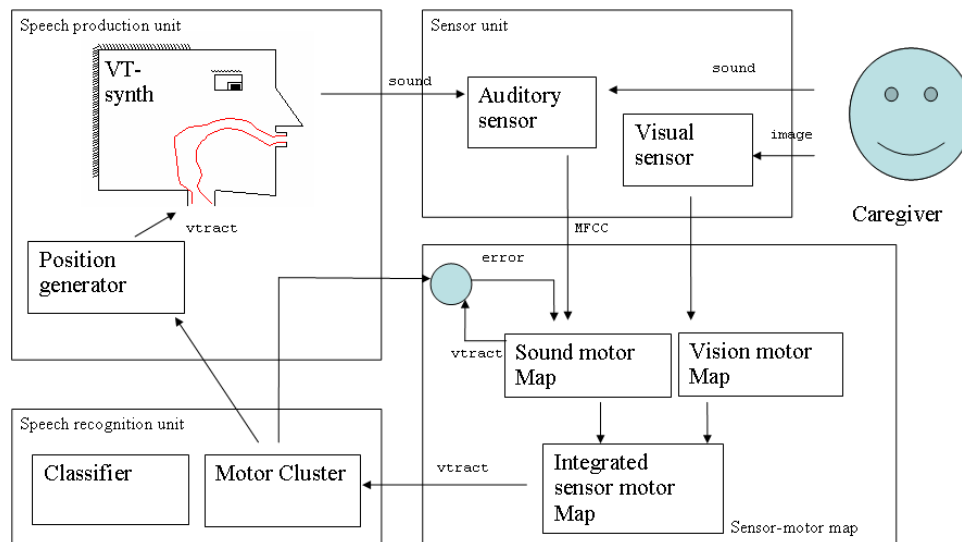 Speech production unit
VT-
synth
sound
vtract
Position
generator
Sensor unit
Auditory
sensor
sound
Visual
sensor
image
Caregiver
MFCC
error
vtract
Sound motor
Map
Vision motor
Map
Speech recognition unit
Classifier
Motor Cluster
vtract
Integrated
sensor motor
Map
Sensor-motor map